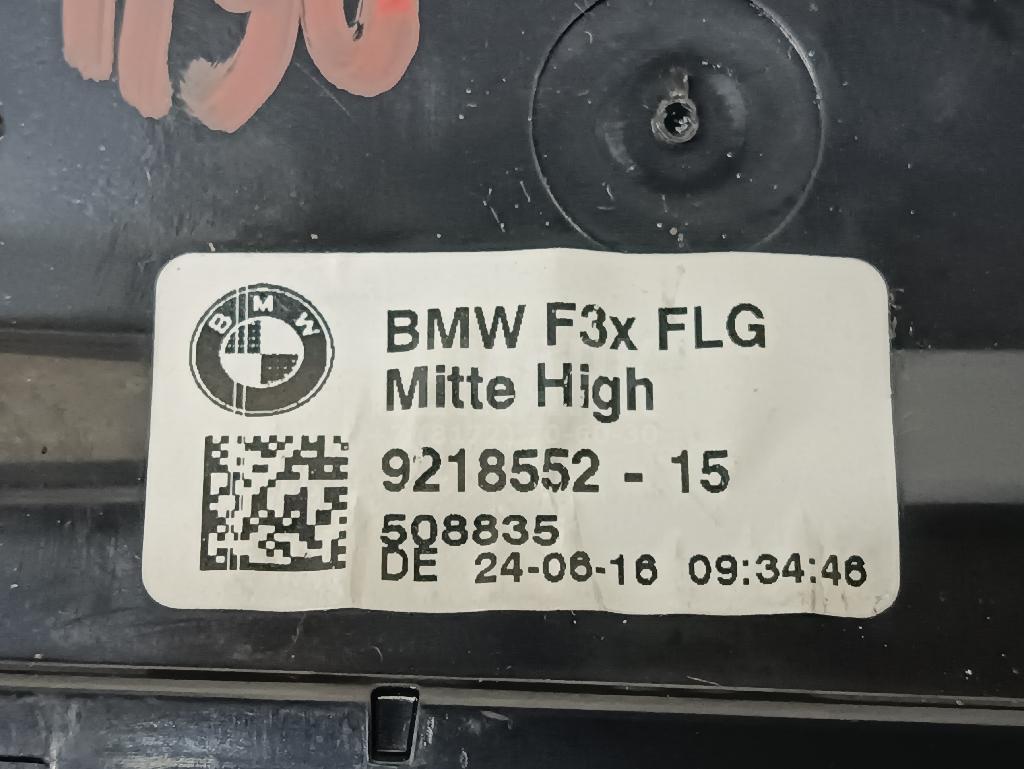 BMW
BMW F3x FLG
Mitte High
9218552 - 15
508835
DE 24-06-16 09:34:46